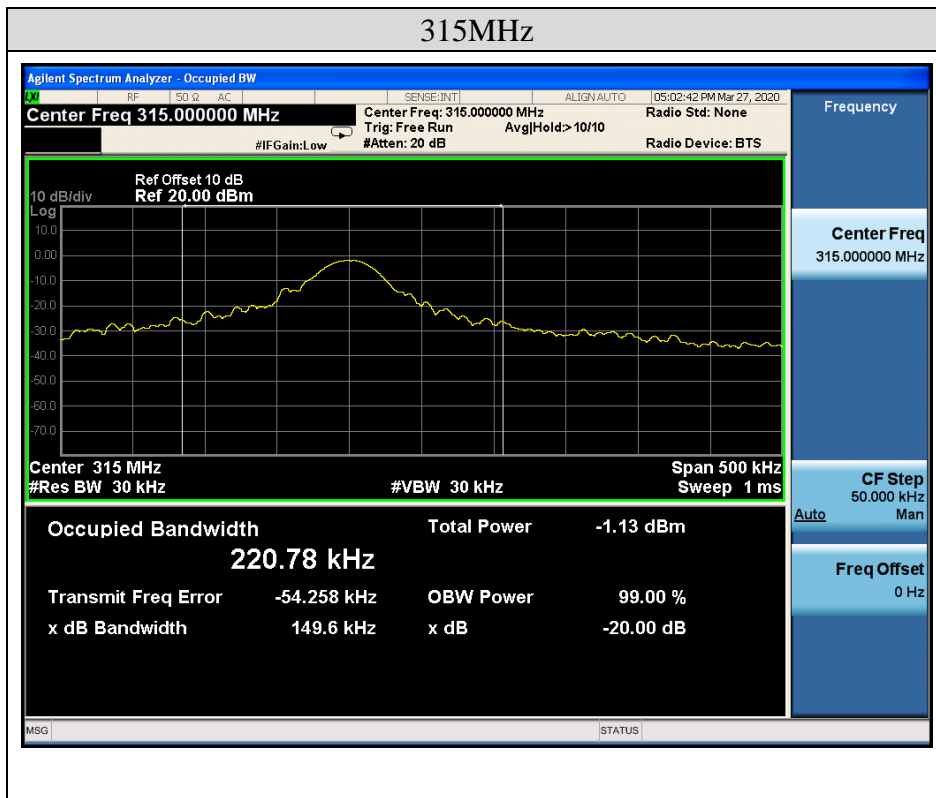 315MHz
Agilent Spectrum Analyzer - Occupied BW
LXI RF 50 Ω AC SENSE:INT ALIGN AUTO 05:02:42 PM Mar 27, 2020
Center Freq 315.000000 MHz
Center Freq: 315.000000 MHz
Radio Std: None
Trig: Free Run Avg|Hold:> 10/10
#IFGain:Low
#Atten: 20 dB
Radio Device: BTS
Frequency
Ref Offset 10 dB
10 dB/div Ref 20.00 dBm
Log
10.0
0.00
-10.0
-20.0
-30.0
-40.0
-50.0
-60.0
-70.0
Center 315 MHz Span 500 kHz
#Res BW 30 kHz #VBW 30 kHz Sweep 1 ms
Center Freq
315.000000 MHz
CF Step
50.000 kHz
Auto Man
Freq Offset
0 Hz
Occupied Bandwidth Total Power -1.13 dBm
220.78 kHz
Transmit Freq Error -54.258 kHz OBW Power 99.00 %
x dB Bandwidth 149.6 kHz x dB -20.00 dB
MSG STATUS